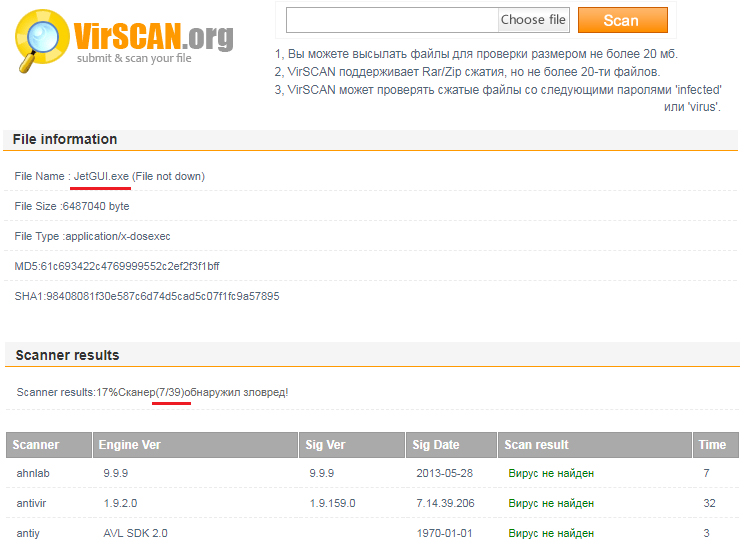 VirSCAN.org
submit & scan your file
Choose file
Scan
1, Вы можете высылать файлы для проверки размером не более 20 мб.
2, VirSCAN поддерживает Rar/Zip сжатия, но не более 20-ти файлов.
3, VirSCAN может проверять сжатые файлы со следующими паролями 'infected'
или 'virus'.
File information
File Name : JetGUI.exe (File not down)
File Size :6487040 byte
File Type :application/x-dosexec
MD5:61c693422c4769999552c2ef2f3f1bff
SHA1:98408081f30e587c6d74d5cad5c07f1fc9a57895
Scanner results
Scanner results:17%Сканер(7/39)обнаружил зловред!
Scanner Engine Ver Sig Ver Sig Date Scan result Time
ahnlab 9.9.9 9.9.9 2013-05-28 Вирус не найден 7
antivir 1.9.2.0 1.9.159.0 7.14.39.206 Вирус не найден 32
antiy AVL SDK 2.0 1970-01-01 Вирус не найден 3